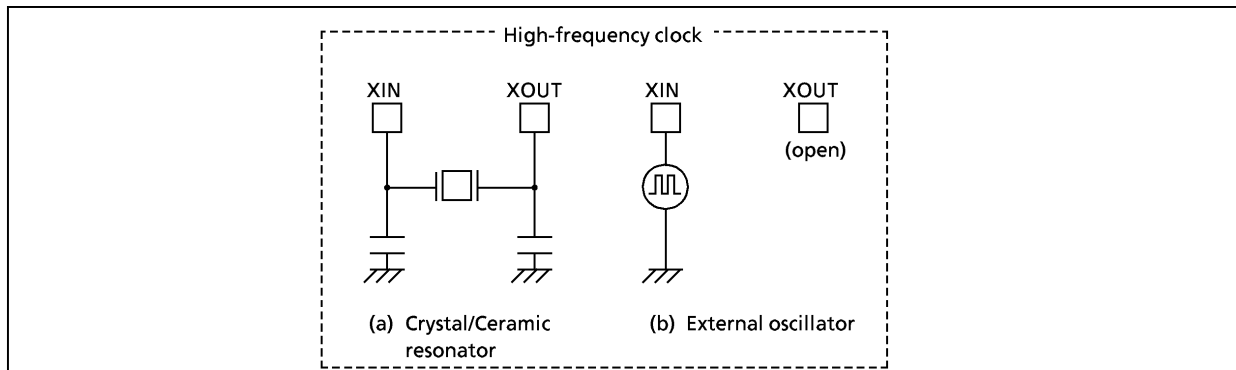 High-frequency clock
XIN
XOUT
XIN
XOUT
(open)
(a) Crystal/Ceramic
resonator
(b) External oscillator